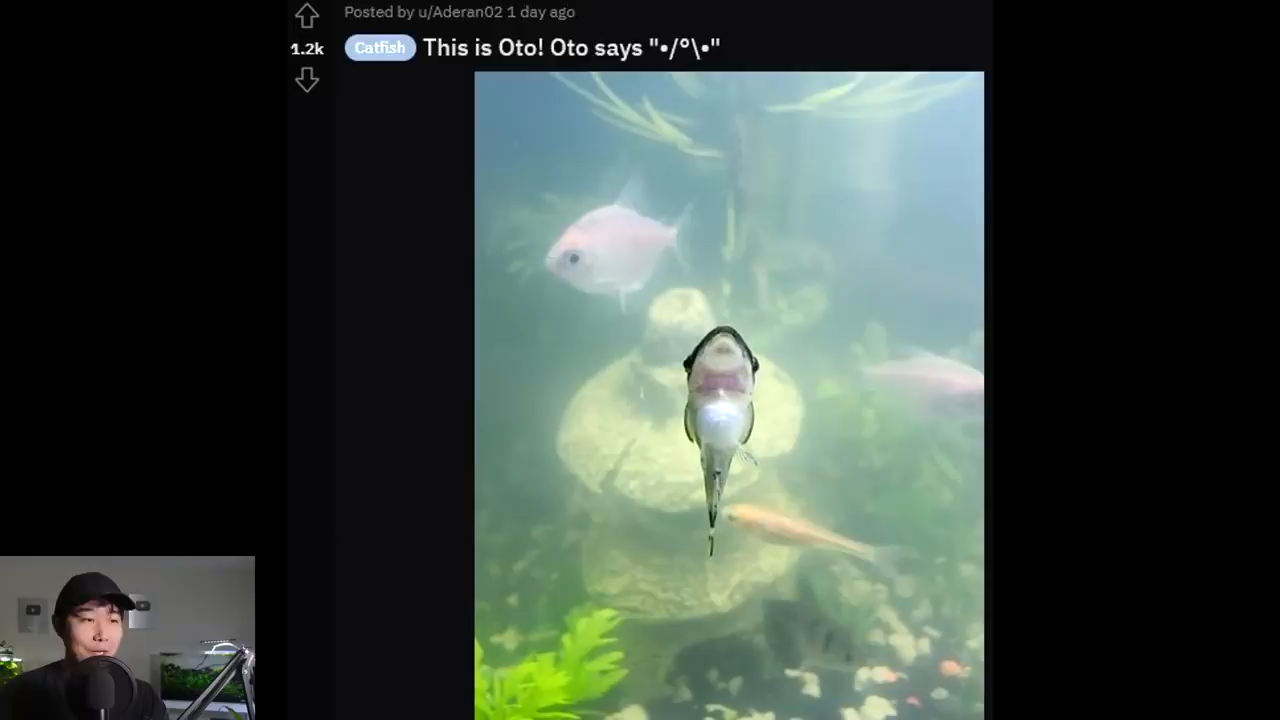 Posted by u/Aderan02 1 day ago
1.2k
Catfish This is Oto! Oto says "•/°\•"